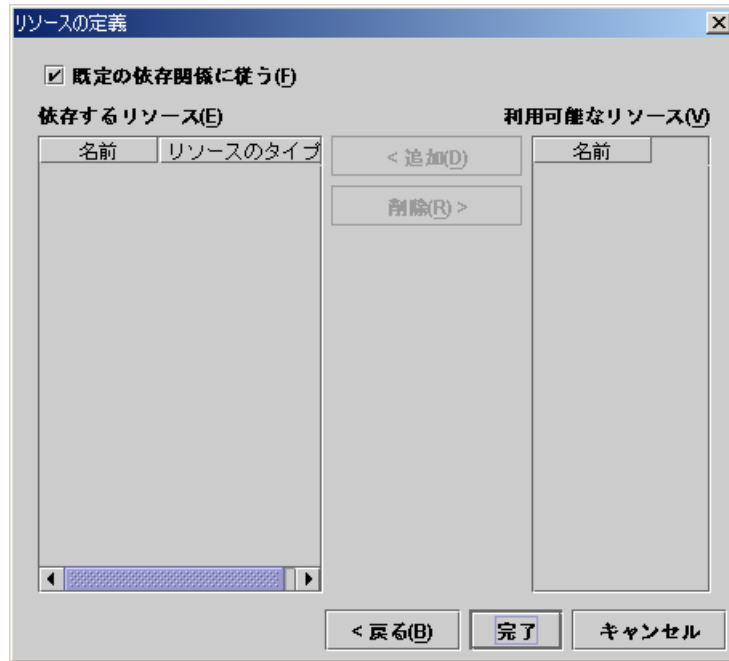 リソースの定義
既定の依存関係に従う(F)
依存するリソース(E) 利用可能なリソース(V)
名前 リソースのタイプ < 追加(D) 名前
削除(R) >
< 戻る(B) 完了 キャンセル